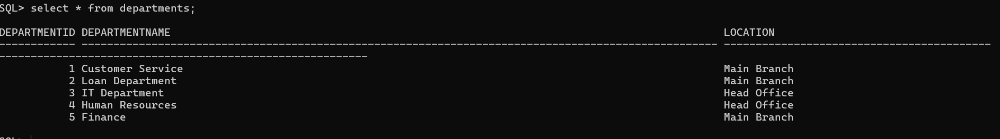 SQL> select * from departments;
DEPARTMENTID DEPARTMENTNAME LOCATION
------------ ---------------------------------------------------------------------------------------------------- ------------------------------------------
----------------------------------------------------------
1 Customer Service Main Branch
2 Loan Department Main Branch
3 IT Department Head Office
4 Human Resources Head Office
5 Finance Main Branch
SQL>